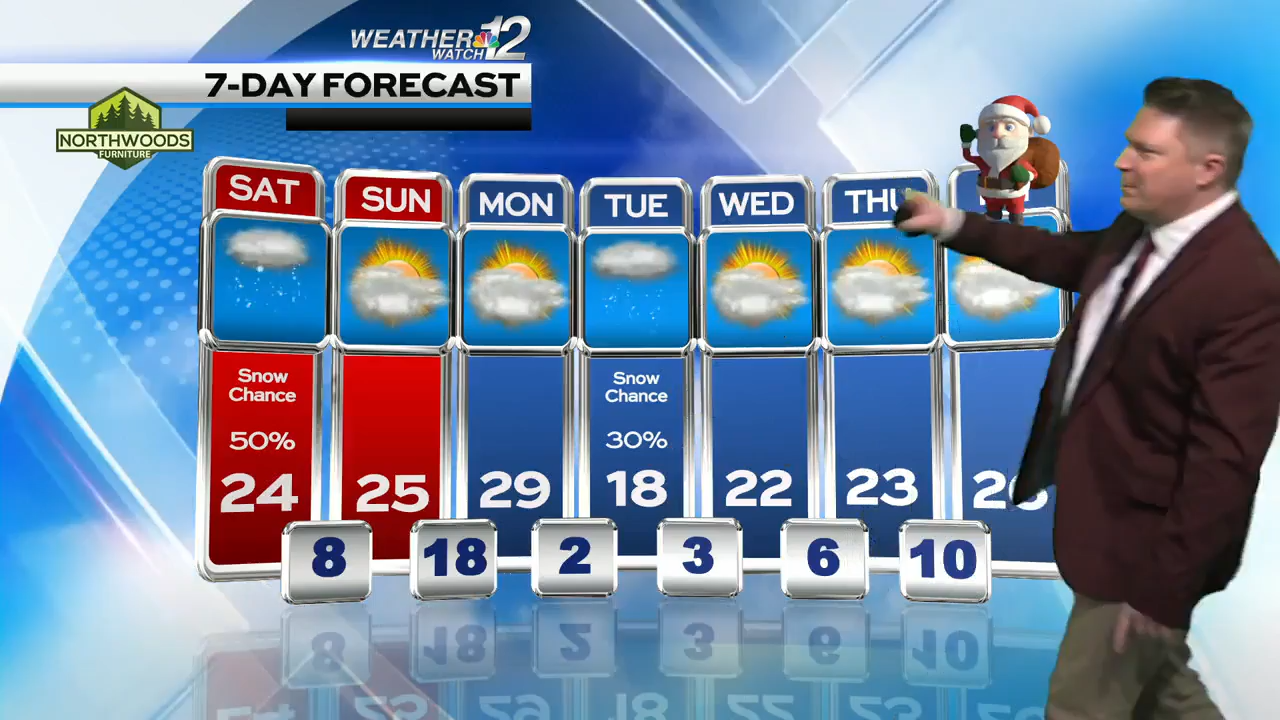 WEATHER 12
WATCH
7-DAY FORECAST
NORTHWOODS
FURNITURE
SAT SUN MON TUE WED THU
Snow Chance
Snow Chance
50%
30%
24 25 29 18 22 23
8 18 2 3 6 10